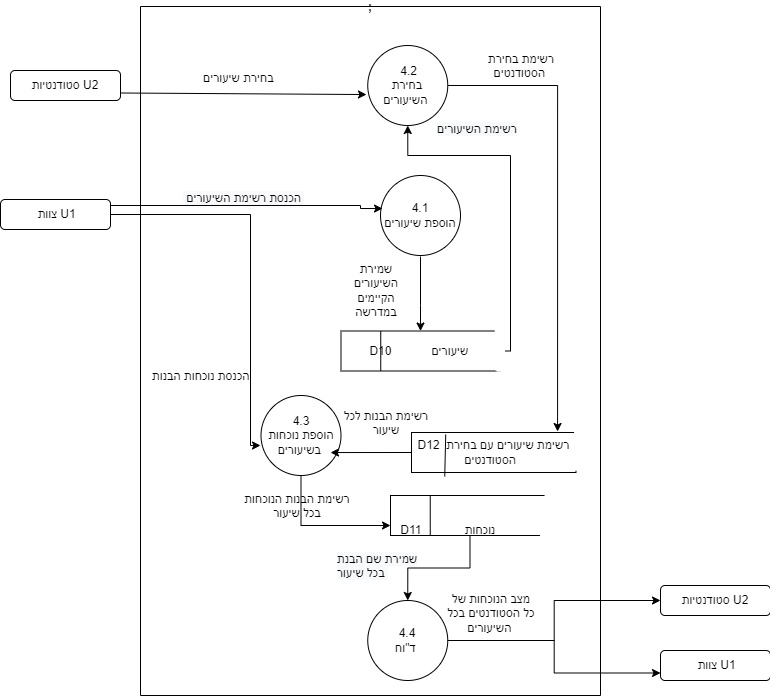 ;
4.2
בחירת
השיעורים
רשימת בחירת
הסטודנטים
סטודנטיות U2
בחירת שיעורים
רשימת השיעורים
הכנסת רשימת השיעורים
צוות U1
4.1
הוספת שיעורים
שמירת
השיעורים
הקיימים
במדרשה
D10
שיעורים
הכנסת נוכחות הבנות
4.3
הוספת נוכחות
בשיעורים
רשימת הבנות לכל
שיעור
D12
רשימת שיעורים עם בחירת
הסטודנטים
רשימת הבנות הנוכחות
בכל שיעור
D11
נוכחות
שמירת שם הבנת
בכל שיעור
4.4
ד"וח
מצב הנוכחות של
כל הסטודנטים בכל
השיעורים
סטודנטיות U2
צוות U1